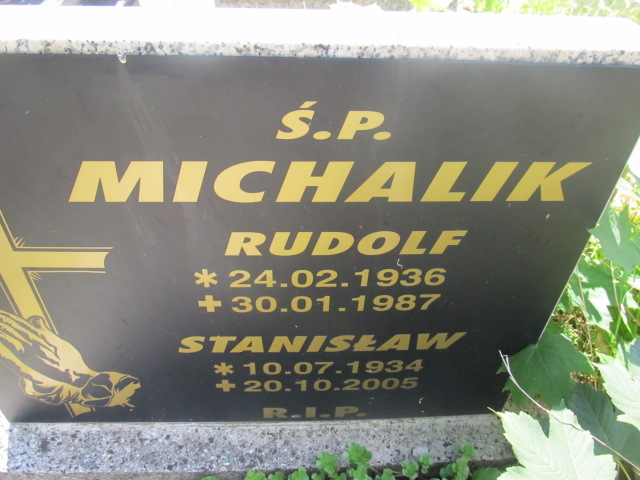 Ś.P.
MICHALIK
RUDOLF
* 24.02.1936
+ 30.01.1987
STANISŁAW
* 10.07.1934
+ 20.10.2005
R.I.P.